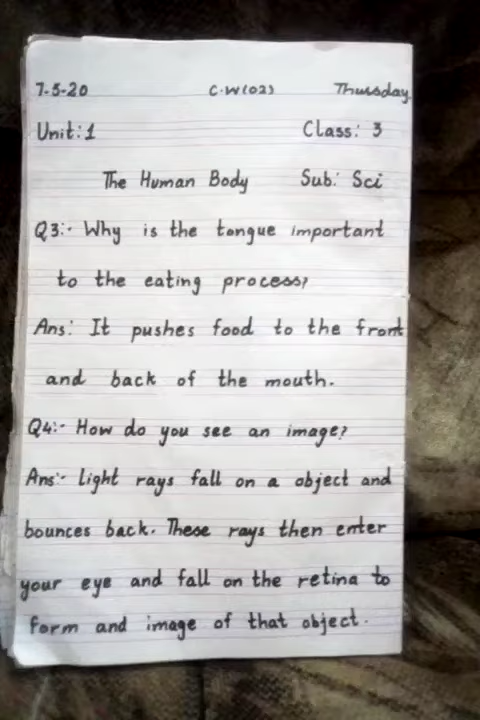 7-5-20 C.W(02) Thursday
Unit:1 Class: 3
The Human Body Sub: Sci
Q3:- Why is the tongue important
to the eating process?
Ans: It pushes food to the front
and back of the mouth.
Q4:- How do you see an image?
Ans:- Light rays fall on a object and
bounces back. These rays then enter
your eye and fall on the retina to
form and image of that object.